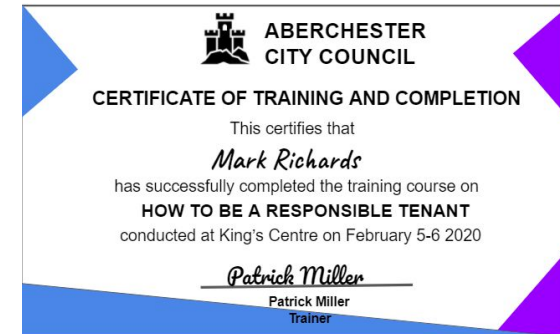 ABERCHESTER
CITY COUNCIL
CERTIFICATE OF TRAINING AND COMPLETION
This certifies that
Mark Richards
has successfully completed the training course on
HOW TO BE A RESPONSIBLE TENANT
conducted at King's Centre on February 5-6 2020
Patrick Miller
Patrick Miller
Trainer